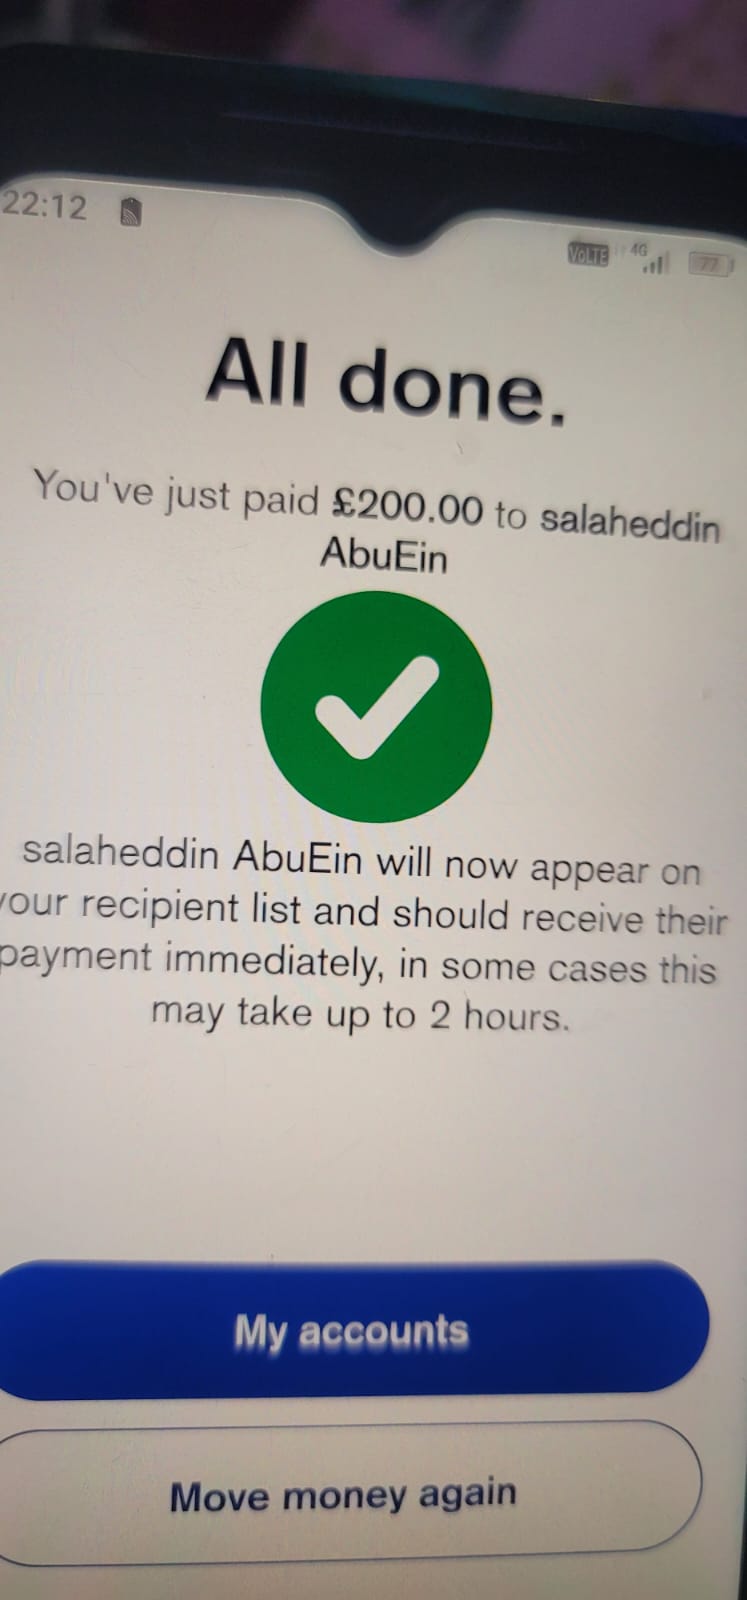 22:12
VoLTE 4G 77
All done.
You've just paid £200.00 to salaheddin
AbuEin
salaheddin AbuEin will now appear on
your recipient list and should receive their
payment immediately, in some cases this
may take up to 2 hours.
My accounts
Move money again